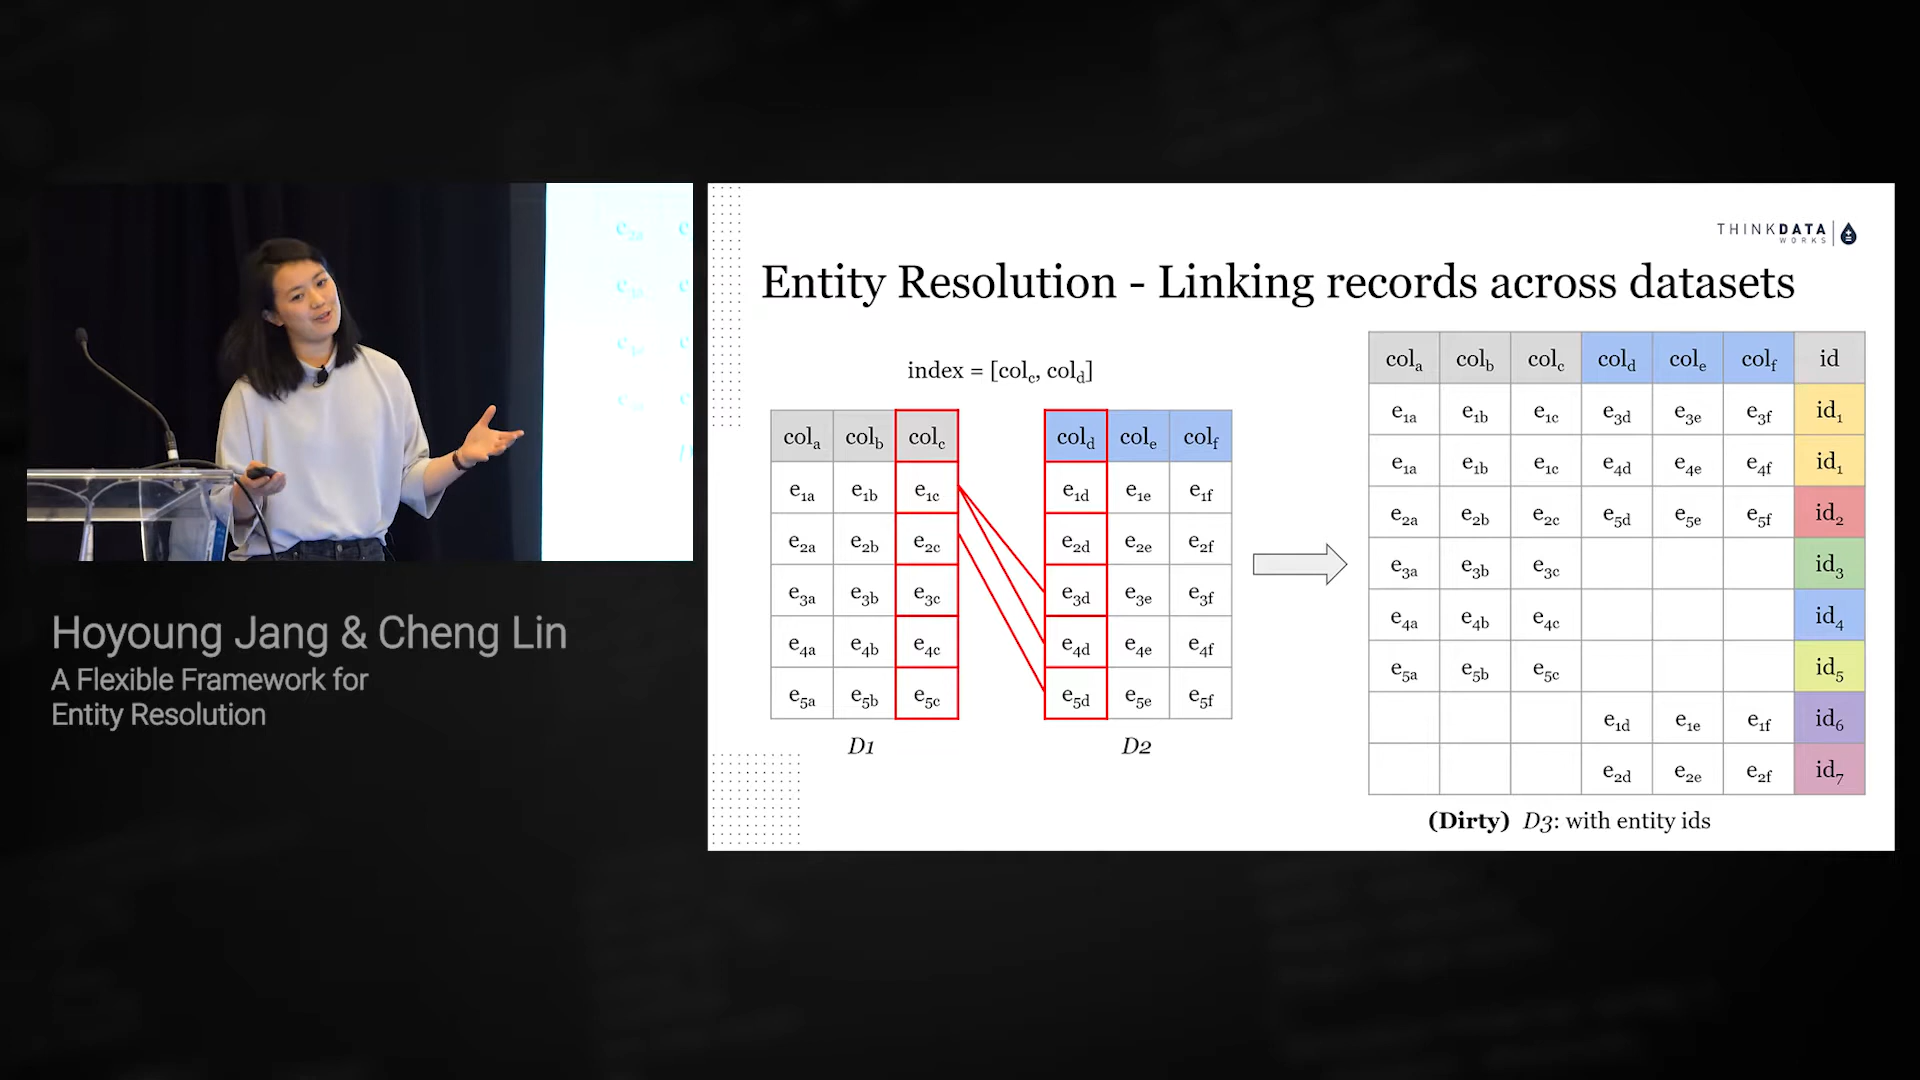 THINKDATA
WORKS
Entity Resolution - Linking records across datasets
index = [col_c, col_d]
col_a col_b col_c
e_1a e_1b e_1c
e_2a e_2b e_2c
e_3a e_3b e_3c
e_4a e_4b e_4c
e_5a e_5b e_5c
D1
col_d col_e col_f
e_1d e_1e e_1f
e_2d e_2e e_2f
e_3d e_3e e_3f
e_4d e_4e e_4f
e_5d e_5e e_5f
D2
col_a col_b col_c col_d col_e col_f id
e_1a e_1b e_1c e_3d e_3e e_3f id_1
e_1a e_1b e_1c e_4d e_4e e_4f id_1
e_2a e_2b e_2c e_5d e_5e e_5f id_2
e_3a e_3b e_3c id_3
e_4a e_4b e_4c id_4
e_5a e_5b e_5c id_5
e_1d e_1e e_1f id_6
e_2d e_2e e_2f id_7
(Dirty) D3: with entity ids
Hoyoung Jang & Cheng Lin
A Flexible Framework for
Entity Resolution